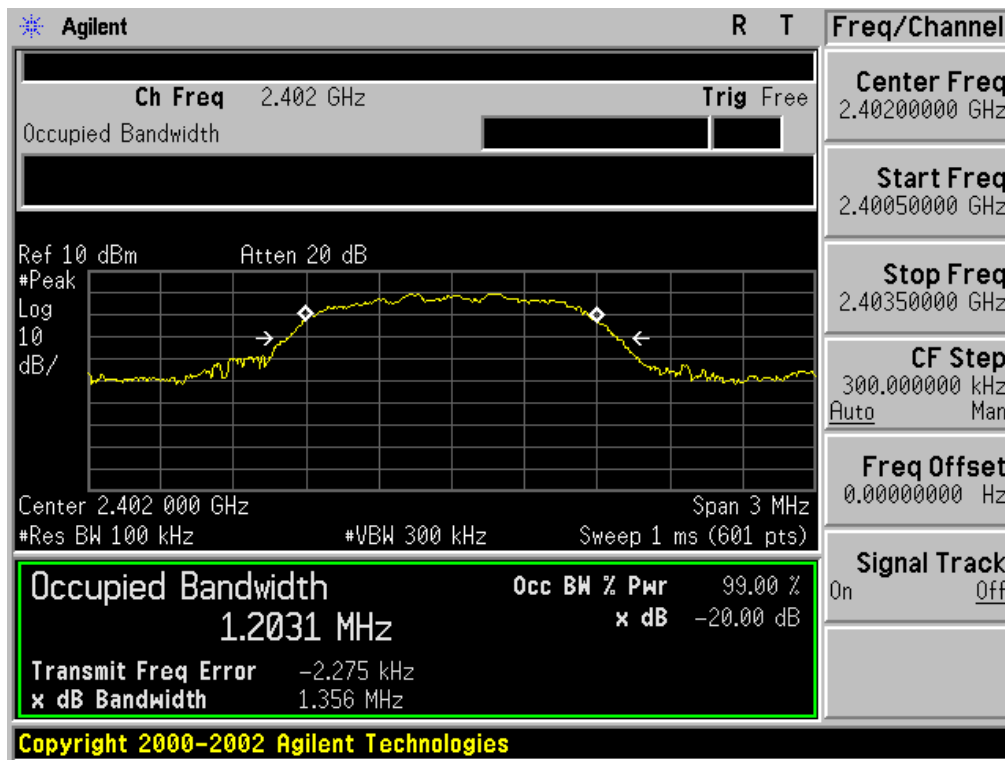 Agilent R T
Freq/Channel
Ch Freq 2.402 GHz Trig Free
Occupied Bandwidth
Ref 10 dBm Atten 20 dB
#Peak
Log
10
dB/
Center 2.402 000 GHz Span 3 MHz
#Res BW 100 kHz #VBW 300 kHz Sweep 1 ms (601 pts)
Occupied Bandwidth
1.2031 MHz
Occ BW % Pwr 99.00 %
x dB -20.00 dB
Transmit Freq Error -2.275 kHz
x dB Bandwidth 1.356 MHz
Center Freq
2.40200000 GHz
Start Freq
2.40050000 GHz
Stop Freq
2.40350000 GHz
CF Step
300.000000 kHz
Auto Man
Freq Offset
0.00000000 Hz
Signal Track
On Off
Copyright 2000-2002 Agilent Technologies